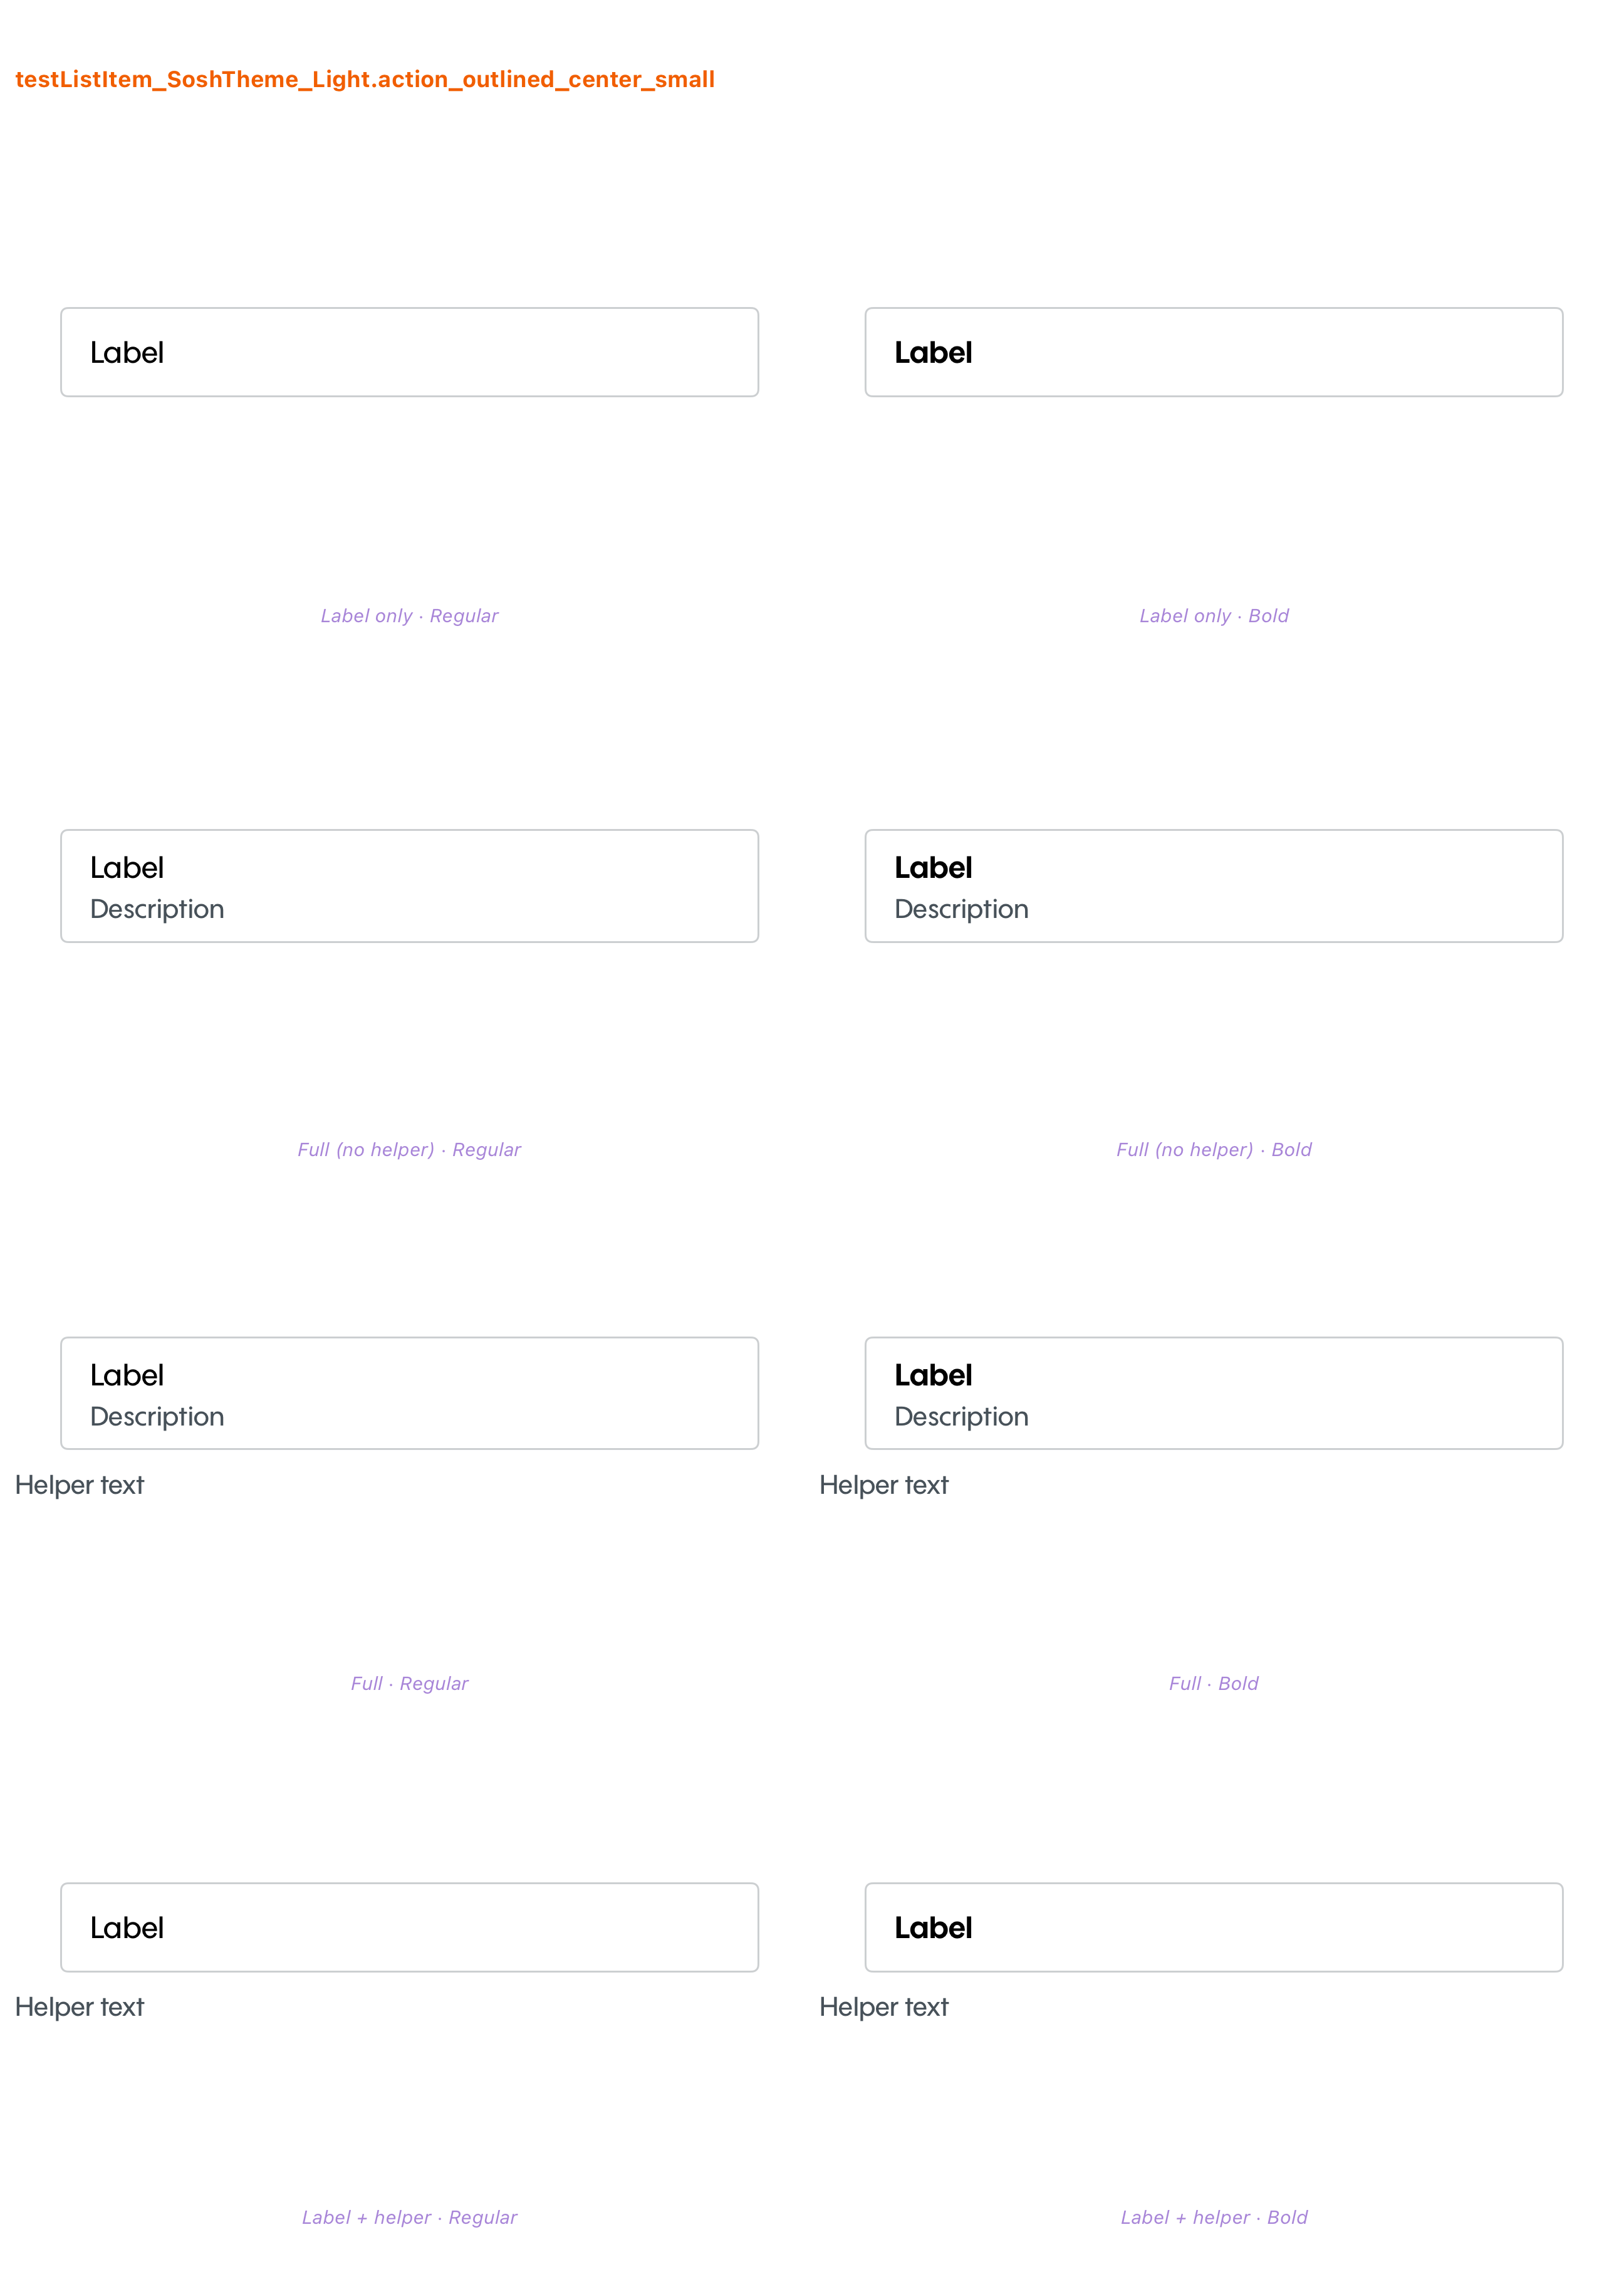 testListItem_SoshTheme_Light.action_outlined_center_small
Label
Label
Label only · Regular
Label only · Bold
Label
Description
Label
Description
Full (no helper) · Regular
Full (no helper) · Bold
Label
Description
Helper text
Label
Description
Helper text
Full · Regular
Full · Bold
Label
Helper text
Label
Helper text
Label + helper · Regular
Label + helper · Bold